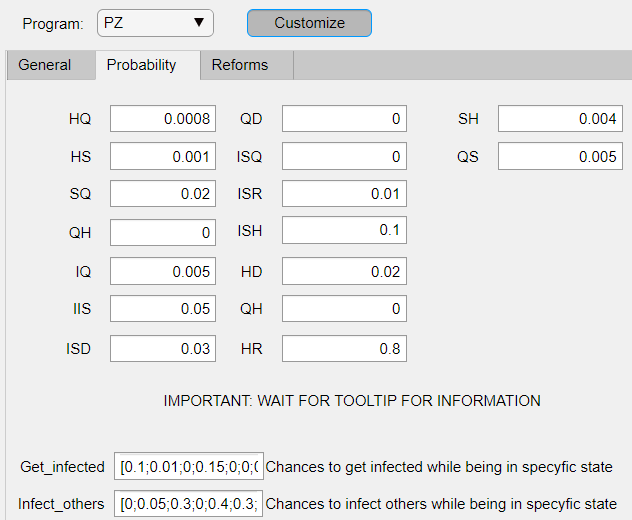 Program: PZ ▼ Customize
General Probability Reforms
HQ 0.0008 QD 0 SH 0.004
HS 0.001 ISQ 0 QS 0.005
SQ 0.02 ISR 0.01
QH 0 ISH 0.1
IQ 0.005 HD 0.02
IIS 0.05 QH 0
ISD 0.03 HR 0.8
IMPORTANT: WAIT FOR TOOLTIP FOR INFORMATION
Get_infected [0.1;0.01;0;0.15;0;0;( Chances to get infected while being in specyfic state
Infect_others [0;0.05;0.3;0;0.4;0.3; Chances to infect others while being in specyfic state